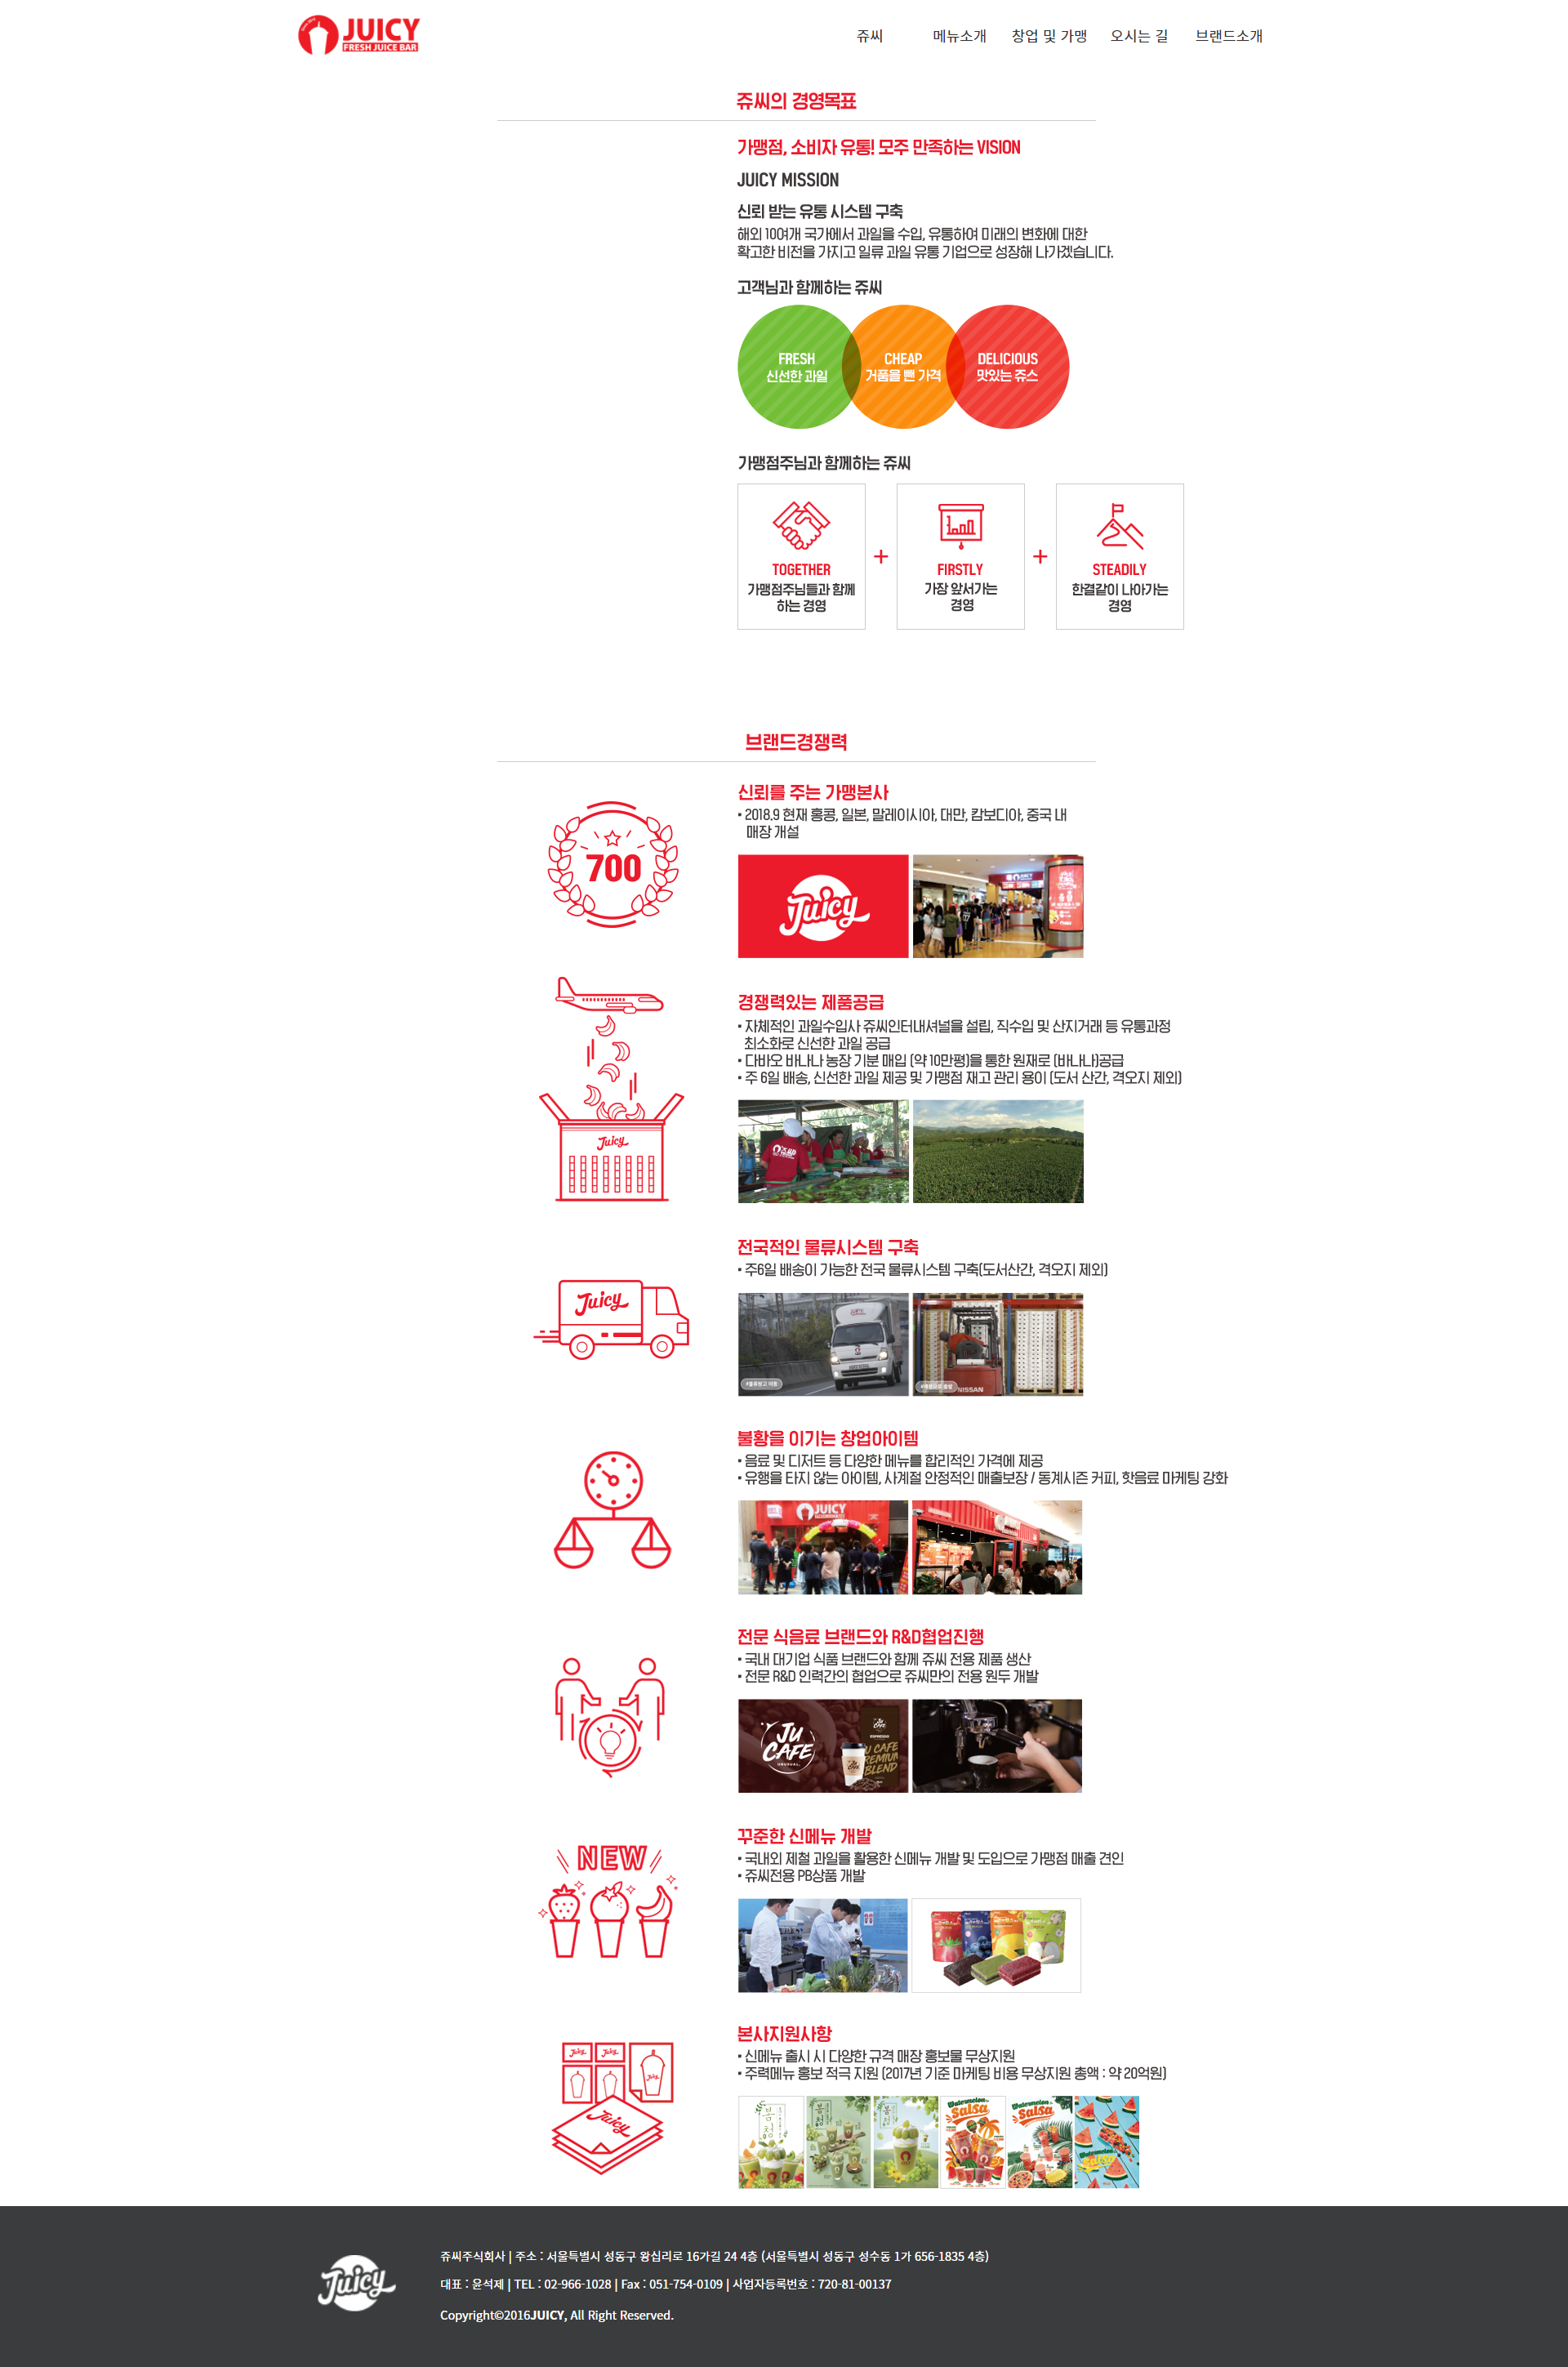 JUICY
FRESH JUICE BAR
쥬씨
메뉴소개
창업 및 가맹
오시는 길
브랜드소개
쥬씨의 경영목표
가맹점, 소비자 유통! 모주 만족하는 VISION
JUICY MISSION
신뢰 받는 유통 시스템 구축
해외 10여개 국가에서 과일을 수입, 유통하여 미래의 변화에 대한
확고한 비전을 가지고 일류 과일 유통 기업으로 성장해 나가겠습니다.
고객님과 함께하는 쥬씨
FRESH
신선한 과일
CHEAP
거품을 뺀 가격
DELICIOUS
맛있는 쥬스
가맹점주님과 함께하는 쥬씨
TOGETHER
가맹점주님들과 함께
하는 경영
+
FIRSTLY
가장 앞서가는
경영
+
STEADILY
한결같이 나아가는
경영
브랜드경쟁력
700
신뢰를 주는 가맹본사
• 2018.9 현재 홍콩, 일본, 말레이시아, 대만, 캄보디아, 중국 내
매장 개설
Juicy
JUICY
경쟁력있는 제품공급
• 자체적인 과일수입사 쥬씨인터내셔널을 설립, 직수입 및 산지거래 등 유통과정
최소화로 신선한 과일 공급
• 다바오 바나나 농장 기분 매입 (약 10만평)을 통한 원재로 (바나나)공급
• 주 6일 배송, 신선한 과일 제공 및 가맹점 재고 관리 용이 (도서 산간, 격오지 제외)
Juicy
전국적인 물류시스템 구축
• 주6일 배송이 가능한 전국 물류시스템 구축(도서산간, 격오지 제외)
Juicy
JUICY
NISSAN
불황을 이기는 창업아이템
• 음료 및 디저트 등 다양한 메뉴를 합리적인 가격에 제공
• 유행을 타지 않는 아이템, 사계절 안정적인 매출보장 / 동계시즌 커피, 핫음료 마케팅 강화
JUICY
전문 식음료 브랜드와 R&D협업진행
• 국내 대기업 식품 브랜드와 함께 쥬씨 전용 제품 생산
• 전문 R&D 인력간의 협업으로 쥬씨만의 전용 원두 개발
JU
CAFE
UNUSUAL.
JU
CAFE
ESPRESSO
U CAFE
PREMIUM
BLEND
NEW
꾸준한 신메뉴 개발
• 국내외 제철 과일을 활용한 신메뉴 개발 및 도입으로 가맹점 매출 견인
• 쥬씨전용 PB상품 개발
본사지원사항
• 신메뉴 출시 시 다양한 규격 매장 홍보물 무상지원
• 주력메뉴 홍보 적극 지원 (2017년 기준 마케팅 비용 무상지원 총액 : 약 20억원)
Juicy
Juicy
Juicy
Juicy
봄청
봄청
봄청
Watermelon
Salsa
Watermelon
Salsa
Watermelon
Salsa
Juicy
쥬씨주식회사 | 주소 : 서울특별시 성동구 왕십리로 16가길 24 4층 (서울특별시 성동구 성수동 1가 656-1835 4층)
대표 : 윤석제 | TEL : 02-966-1028 | Fax : 051-754-0109 | 사업자등록번호 : 720-81-00137
Copyright©2016JUICY, All Right Reserved.